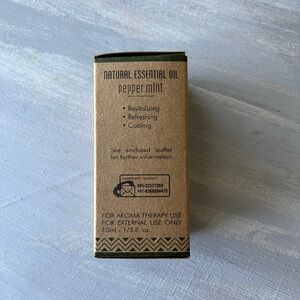 NATURAL ESSENTIAL OIL
pepper mint
• Revitalizing
• Refreshing
• Cooling
See enclosed leaflet
for further information
FOR AROMA THERAPY USE
FOR EXTERNAL USE ONLY
10ml - 1/3 fl. oz.